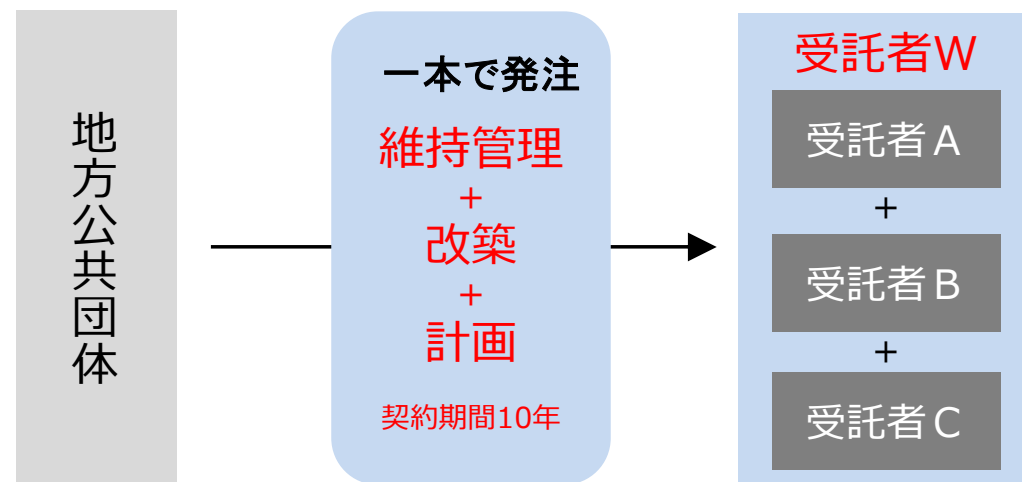 地方公共団体
一本で発注
維持管理
+
改築
+
計画
契約期間10年
受託者W
受託者A
+
受託者B
+
受託者C